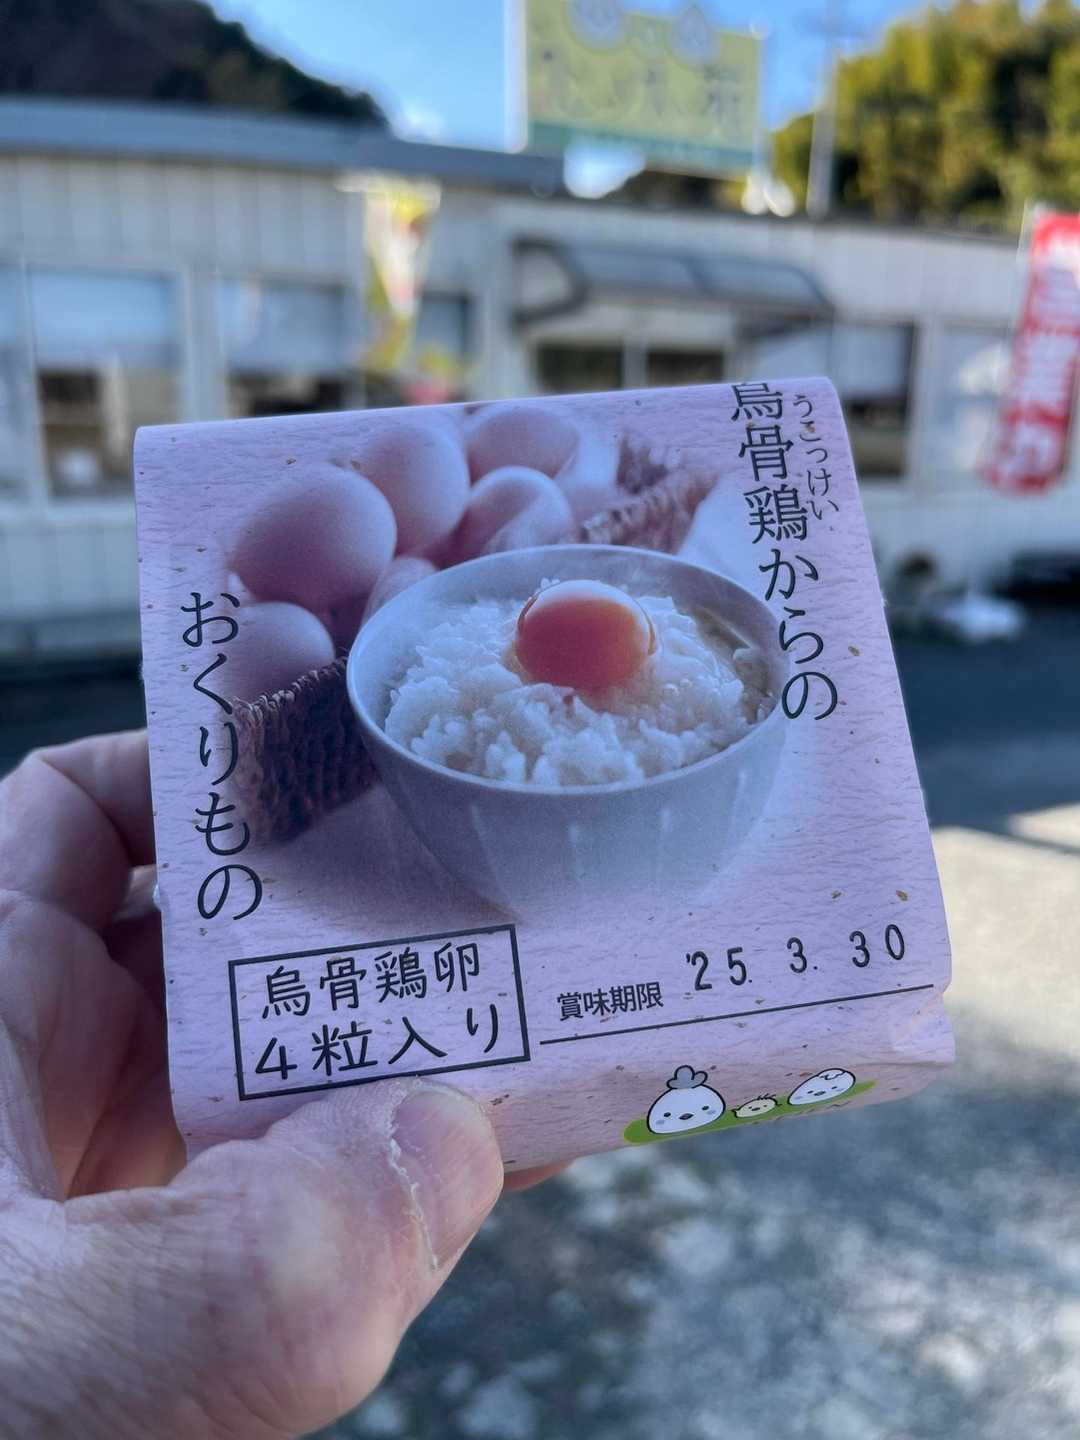 烏骨鶏からの
うこっけい
おくりもの
烏骨鶏卵
4粒入り
賞味期限 '25. 3. 30